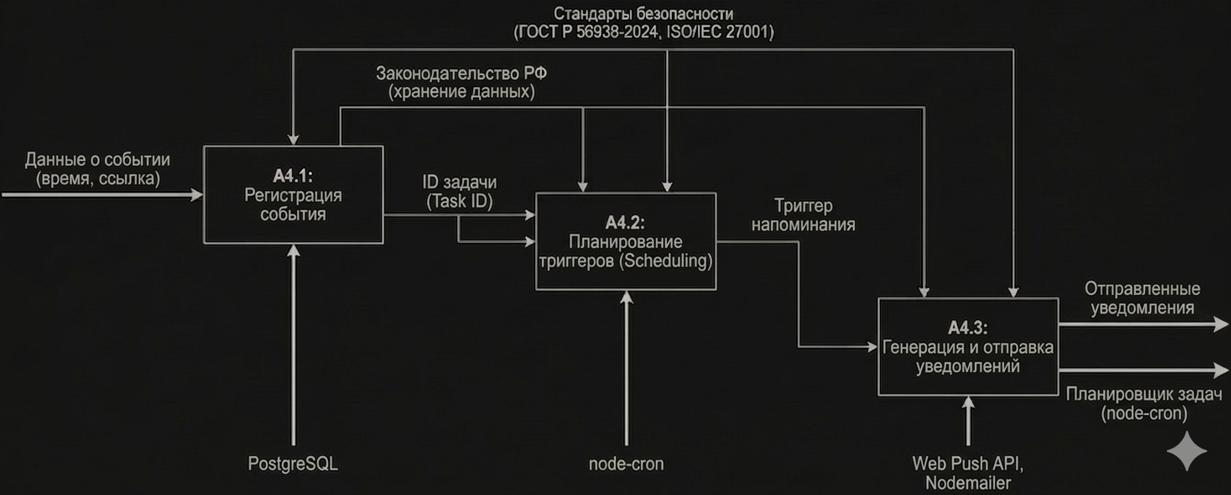 Стандарты безопасности
(ГОСТ Р 56938-2024, ISO/IEC 27001)
Законодательство РФ
(хранение данных)
Данные о событии
(время, ссылка)
A4.1:
Регистрация
события
ID задачи
(Task ID)
A4.2:
Планирование
триггеров (Scheduling)
Триггер
напоминания
A4.3:
Генерация и отправка
уведомлений
Отправленные
уведомления
Планировщик задач
(node-cron)
PostgreSQL
node-cron
Web Push API,
Nodemailer